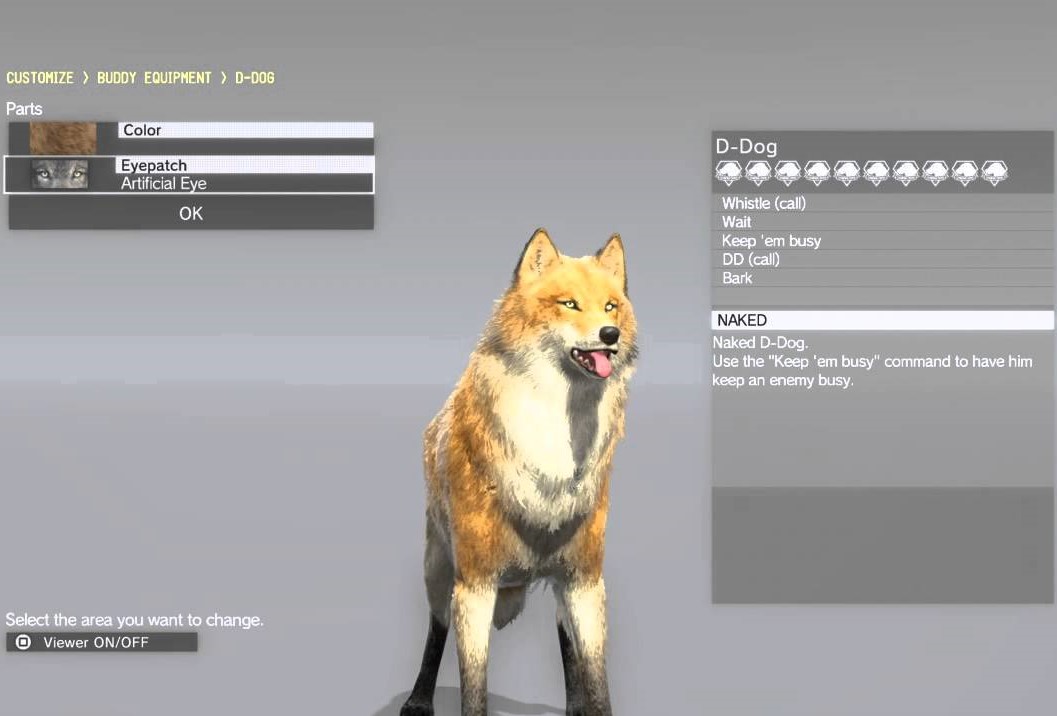 CUSTOMIZE > BUDDY EQUIPMENT > D-DOG
Parts
Color
Eyepatch
Artificial Eye
OK
D-Dog
Whistle (call)
Wait
Keep 'em busy
DD (call)
Bark
NAKED
Naked D-Dog.
Use the "Keep 'em busy" command to have him
keep an enemy busy.
Select the area you want to change.
Viewer ON/OFF